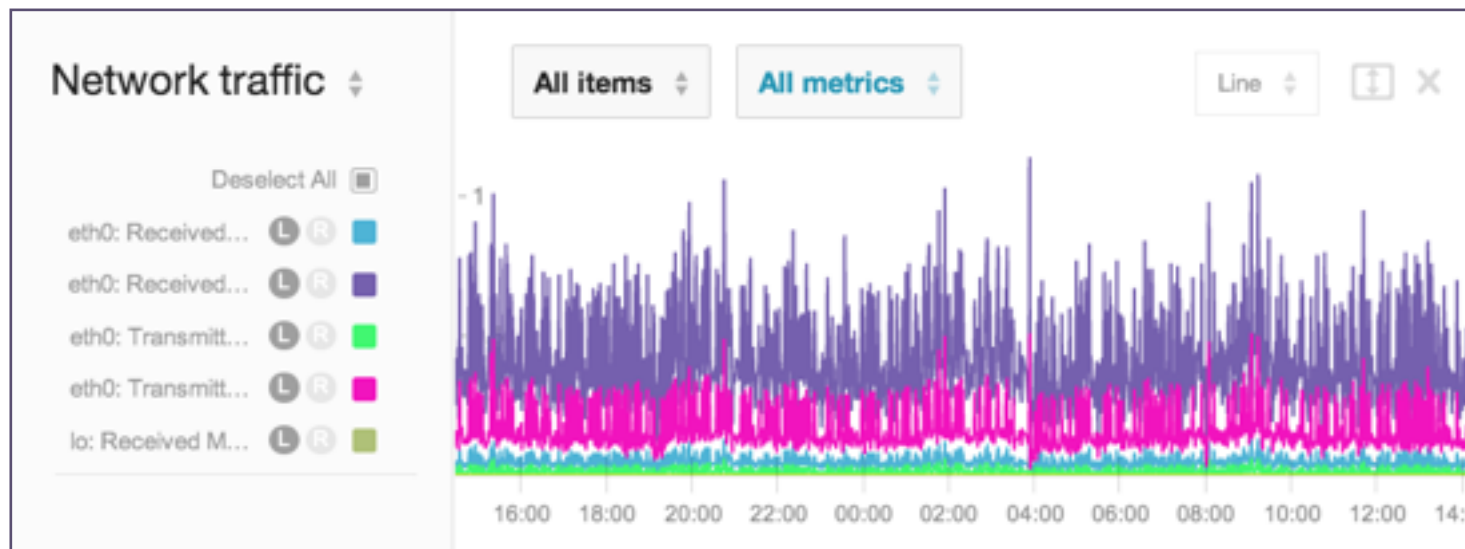 Network traffic
All items
All metrics
Line
Deselect All
eth0: Received...
L R
eth0: Received...
L R
eth0: Transmitt...
L R
eth0: Transmitt...
L R
lo: Received M...
L R
1
16:00 18:00 20:00 22:00 00:00 02:00 04:00 06:00 08:00 10:00 12:00 14: